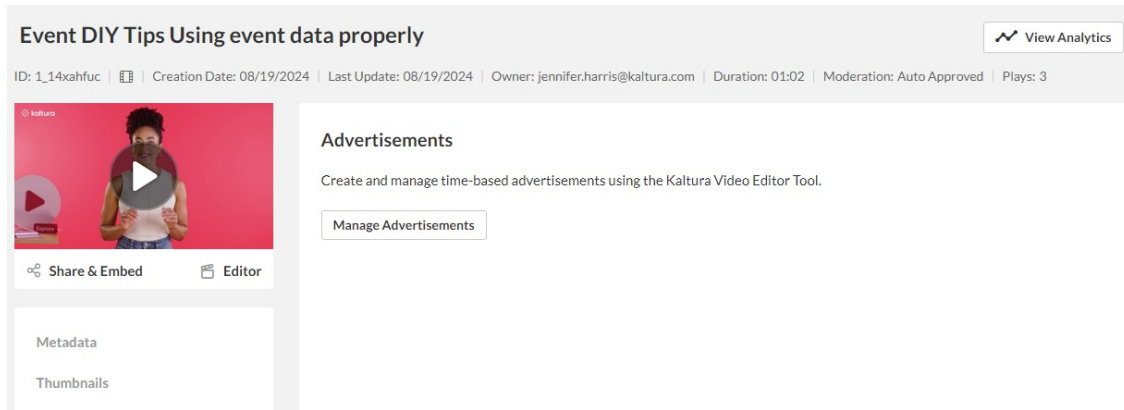 Event DIY Tips Using event data properly
View Analytics
ID: 1_14xahfuc | Creation Date: 08/19/2024 | Last Update: 08/19/2024 | Owner: jennifer.harris@kaltura.com | Duration: 01:02 | Moderation: Auto Approved | Plays: 3
kaltura
Explore
Share & Embed
Editor
Metadata
Thumbnails
Advertisements
Create and manage time-based advertisements using the Kaltura Video Editor Tool.
Manage Advertisements